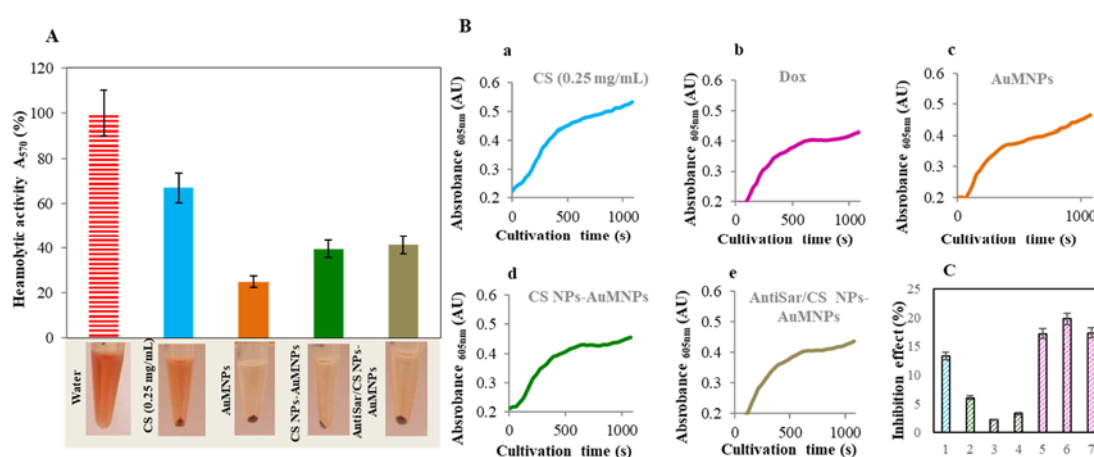 A
Heamolytic activity A570 (%)
120
100
80
60
40
20
0
Water
CS (0.25 mg/mL)
AuMNPs
CS NPs-AuMNPs
AntiSar/CS NPs-
AuMNPs
B
a
CS (0.25 mg/mL)
Absrobance 605nm (AU)
0.6
0.5
0.4
0.3
0.2
0 500 1000
Cultivation time (s)
b
Dox
Absrobance 605nm (AU)
0.6
0.5
0.4
0.3
0.2
0 500 1000
Cultivation time (s)
c
AuMNPs
Absrobance 605nm (AU)
0.6
0.5
0.4
0.3
0.2
0 1000
Cultivation time (s)
d
CS NPs-AuMNPs
Absrobance 605nm (AU)
0.6
0.5
0.4
0.3
0.2
0 500 1000
Cultivation time (s)
e
AntiSar/CS NPs-
AuMNPs
Absrobance 605nm (AU)
0.6
0.5
0.4
0.3
0.2
0 500 1000
Cultivation time (s)
C
Inhibition effect (%)
25
20
15
10
5
0
1 2 3 4 5 6 7